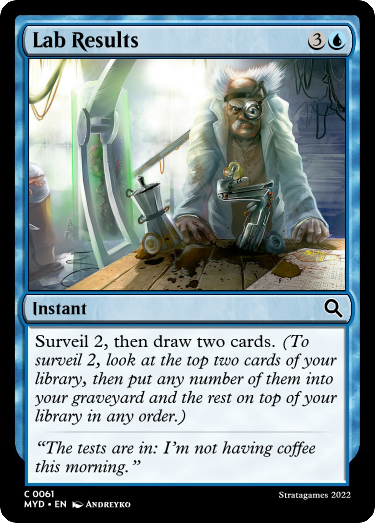 Lab Results 3
Instant
Surveil 2, then draw two cards. (To
surveil 2, look at the top two cards of your
library, then put any number of them into
your graveyard and the rest on top of your
library in any order.)
“The tests are in: I’m not having coffee
this morning.”
C 0061
MYD • EN Andreyko
Stratagames 2022